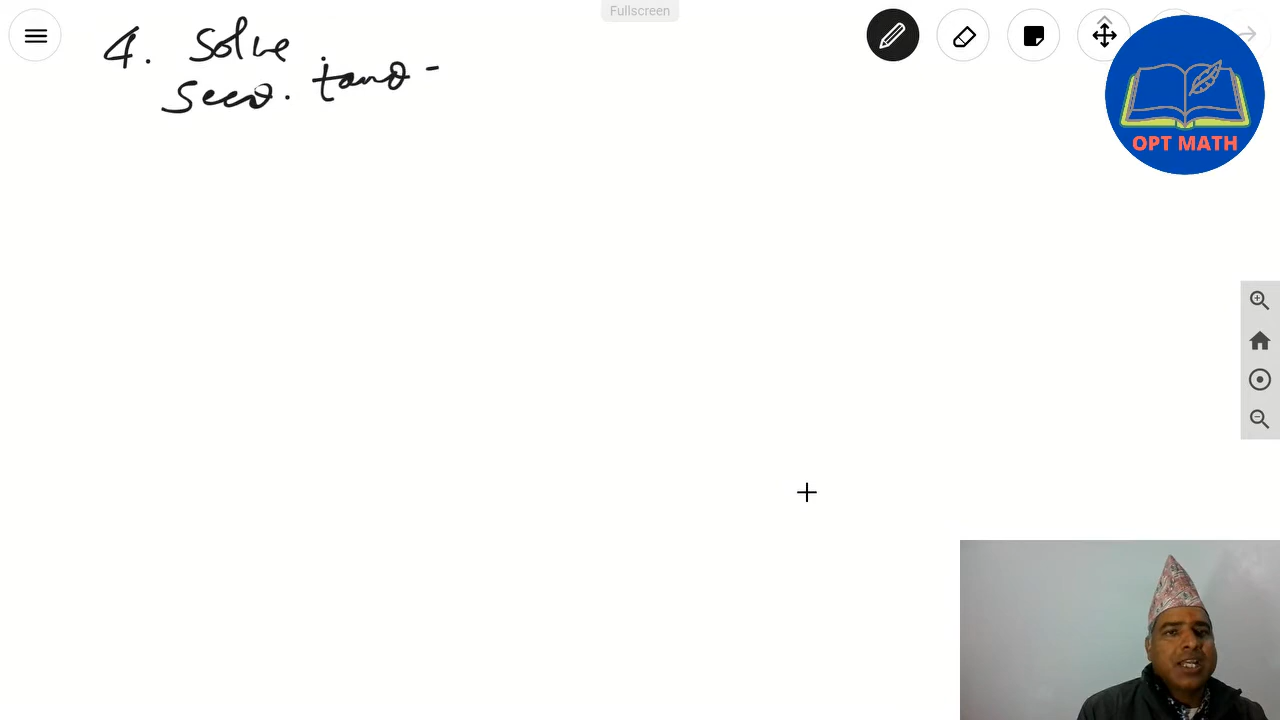 Fullscreen
4. Solve
secθ. tanθ -
OPT MATH